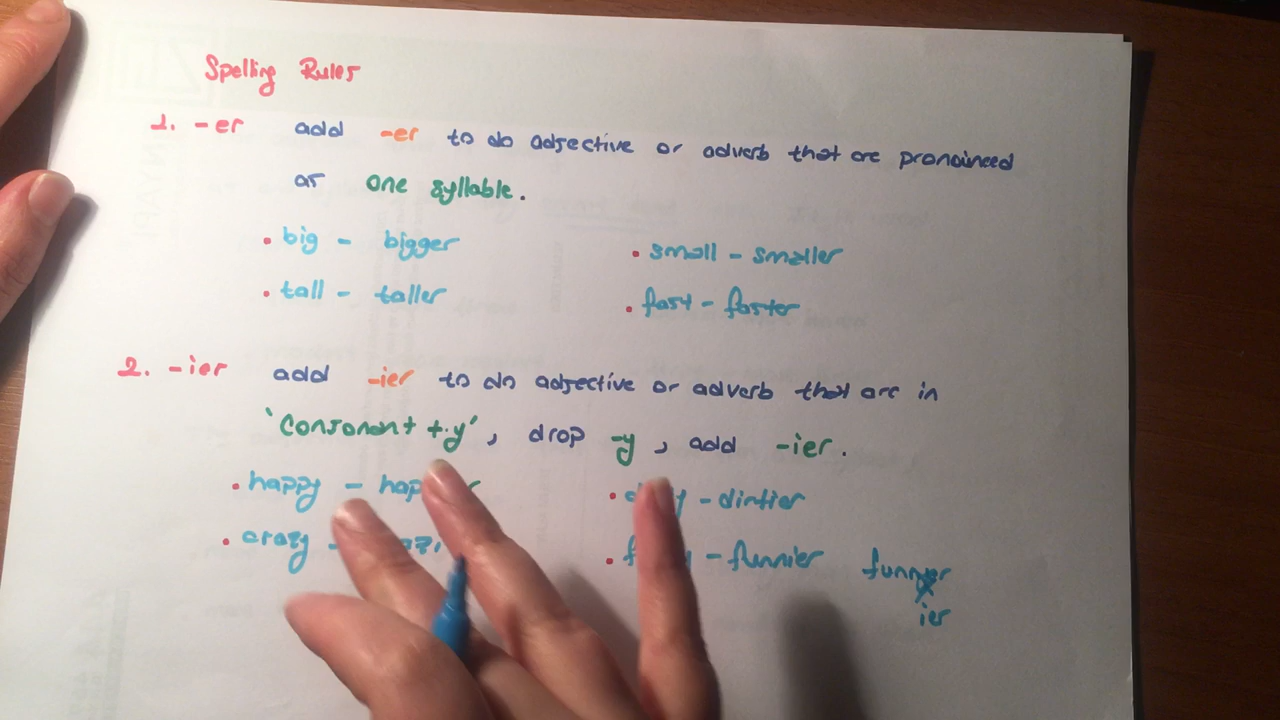 Spelling Rules
1. -er add -er to do adjective or adverb that are pronounced
as one syllable.
• big - bigger • small - smaller
• tall - taller • fast - faster
2. -ier add -ier to do adjective or adverb that are in
'consonant + y', drop -y, add -ier.
• happy - • - dirtier
• crazy - • - funnier funnyer
ier